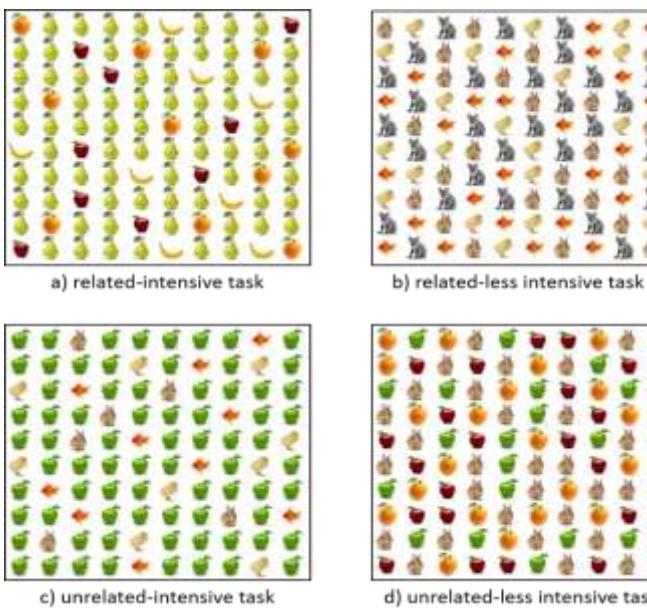 a) related-intensive task
b) related-less intensive task
c) unrelated-intensive task
d) unrelated-less intensive tas